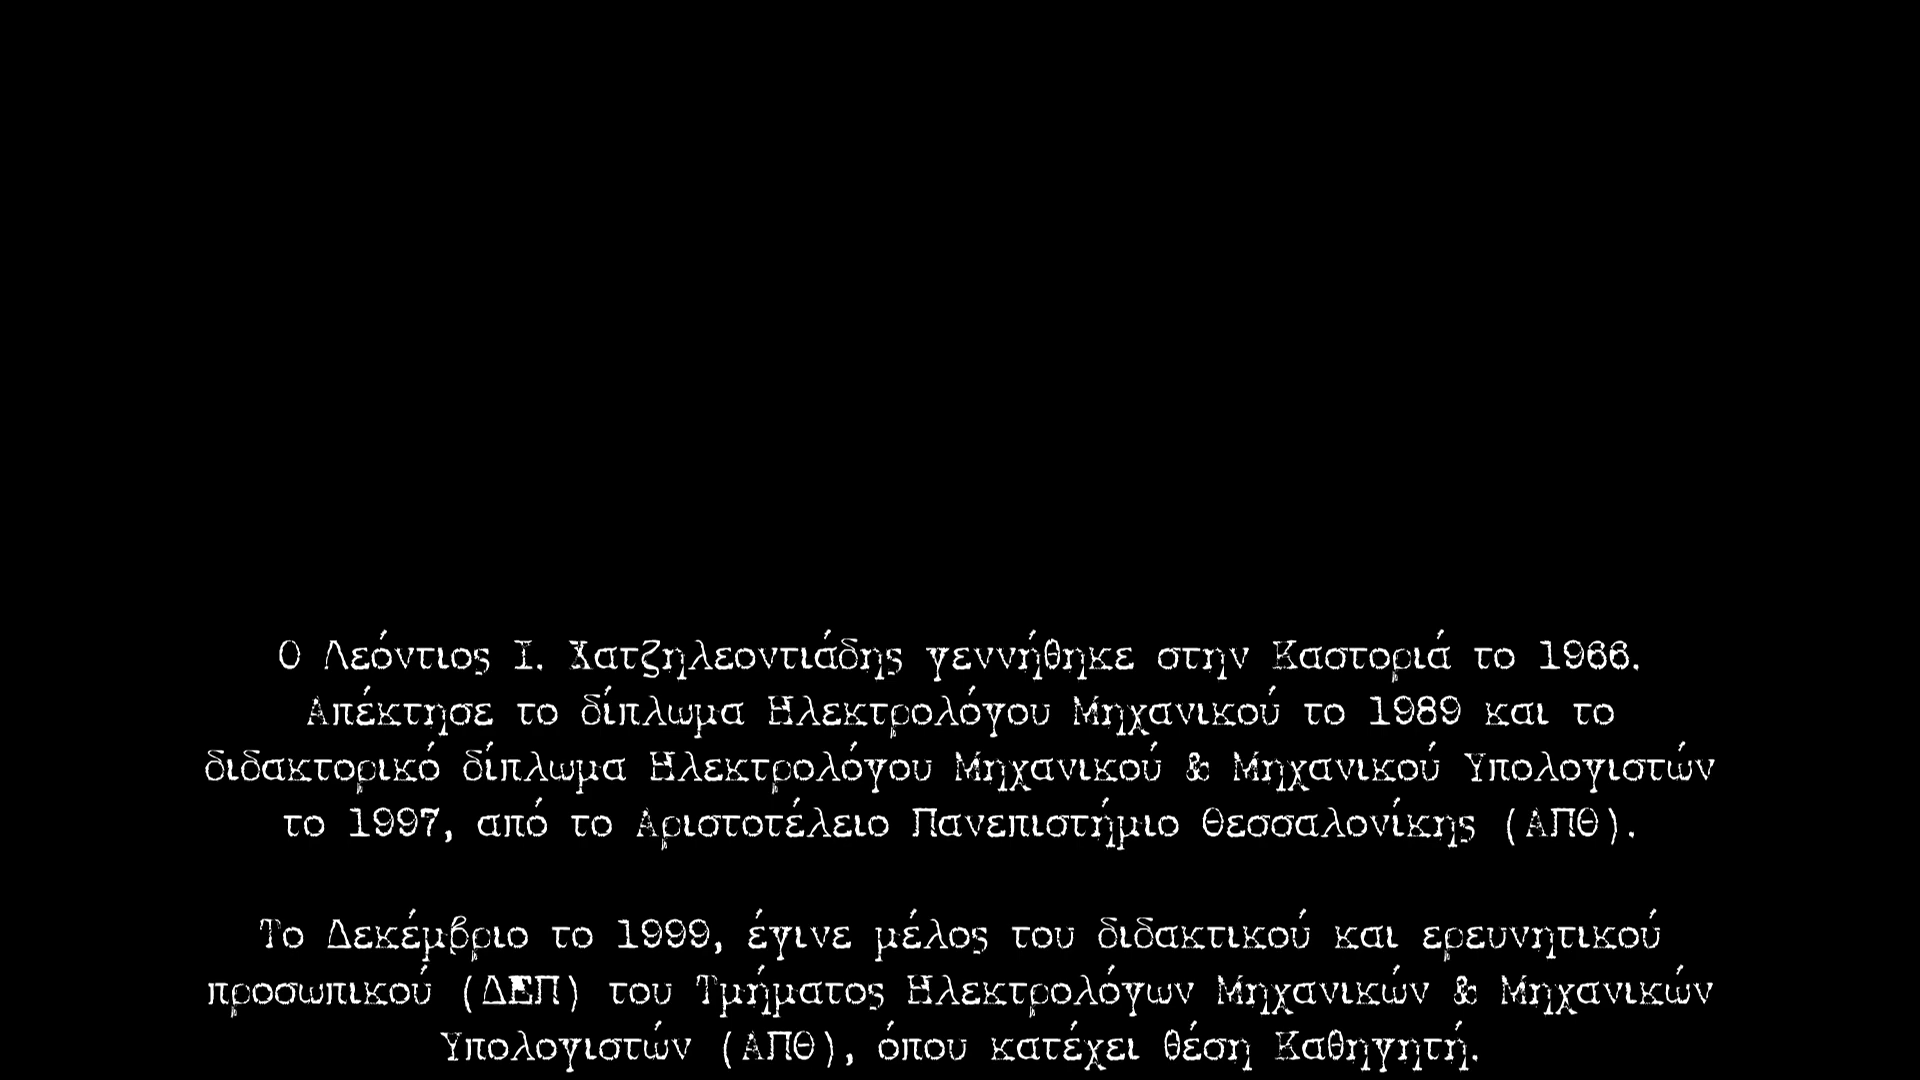 Ο Λεόντιος Ι. Χατζηλεοντιάδης γεννήθηκε στην Καστοριά το 1966.
Απέκτησε το δίπλωμα Ηλεκτρολόγου Μηχανικού το 1989 και το
διδακτορικό δίπλωμα Ηλεκτρολόγου Μηχανικού & Μηχανικού Υπολογιστών
το 1997, από το Αριστοτέλειο Πανεπιστήμιο Θεσσαλονίκης (ΑΠΘ).
Το Δεκέμβριο το 1999, έγινε μέλος του διδακτικού και ερευνητικού
προσωπικού (ΔΕΠ) του Τμήματος Ηλεκτρολόγων Μηχανικών & Μηχανικών
Υπολογιστών (ΑΠΘ), όπου κατέχει θέση Καθηγητή.